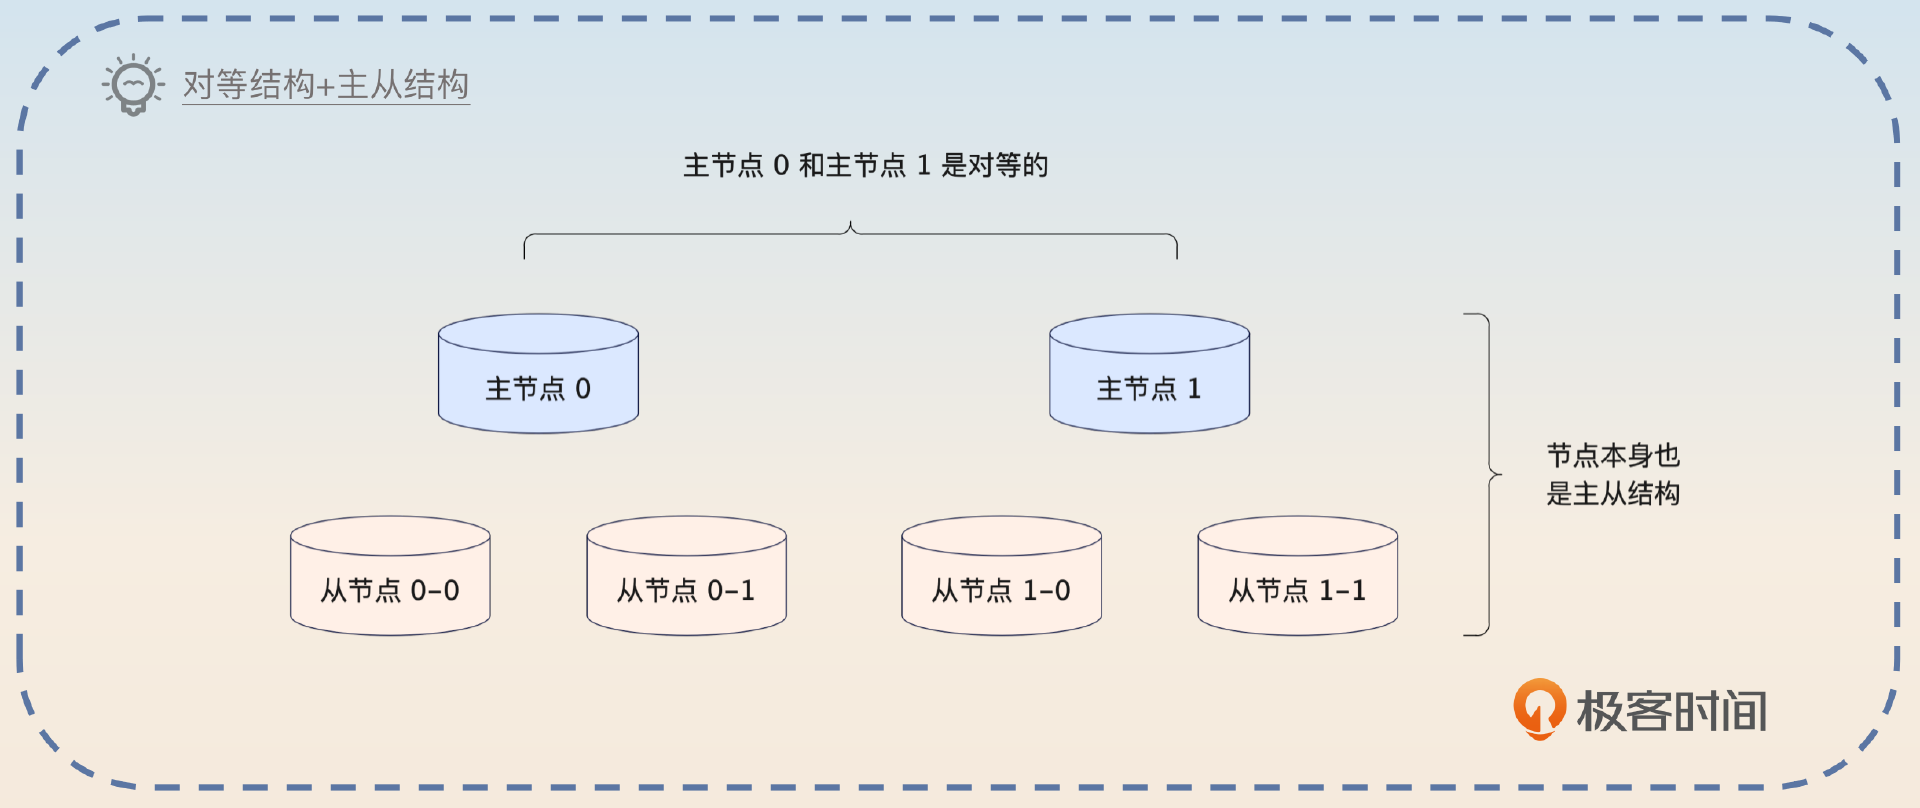 对等结构+主从结构
主节点 0 和主节点 1 是对等的
主节点 0
主节点 1
节点本身也
是主从结构
从节点 0-0
从节点 0-1
从节点 1-0
从节点 1-1
极客时间